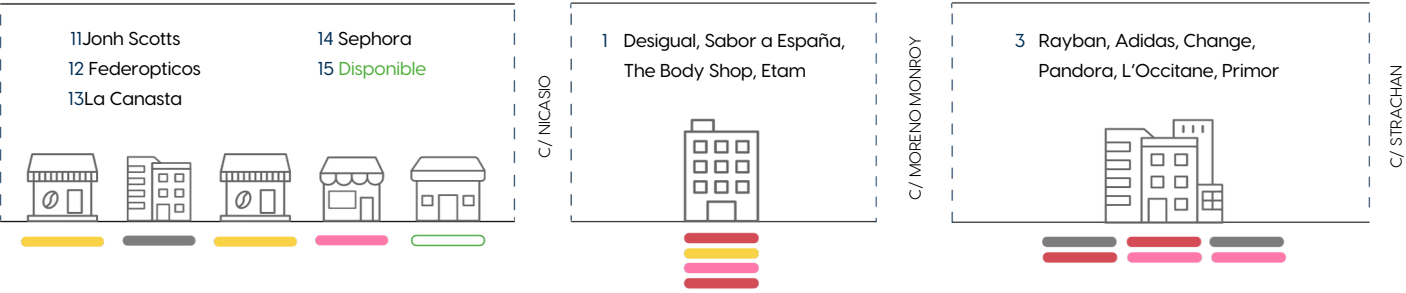 11Jonh Scotts
12 Federopticos
13La Canasta
14 Sephora
15 Disponible
C/ NICASIO
1 Desigual, Sabor a España,
The Body Shop, Etam
C/ MORENO MONROY
3 Rayban, Adidas, Change,
Pandora, L’Occitane, Primor
C/ STRACHAN